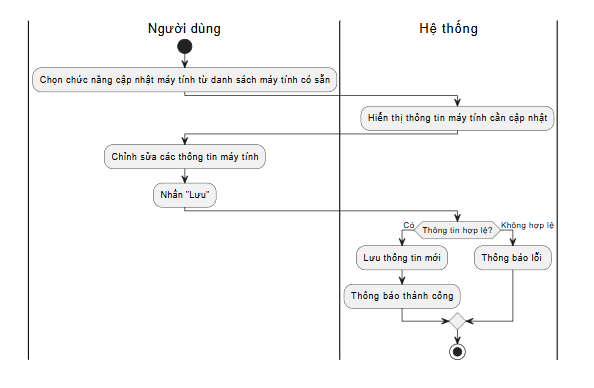 Người dùng
Hệ thống
Chọn chức năng cập nhật máy tính từ danh sách máy tính có sẵn
Hiển thị thông tin máy tính cần cập nhật
Chỉnh sửa các thông tin máy tính
Nhấn "Lưu"
Thông tin hợp lệ?
Có
Không hợp lệ
Lưu thông tin mới
Thông báo lỗi
Thông báo thành công